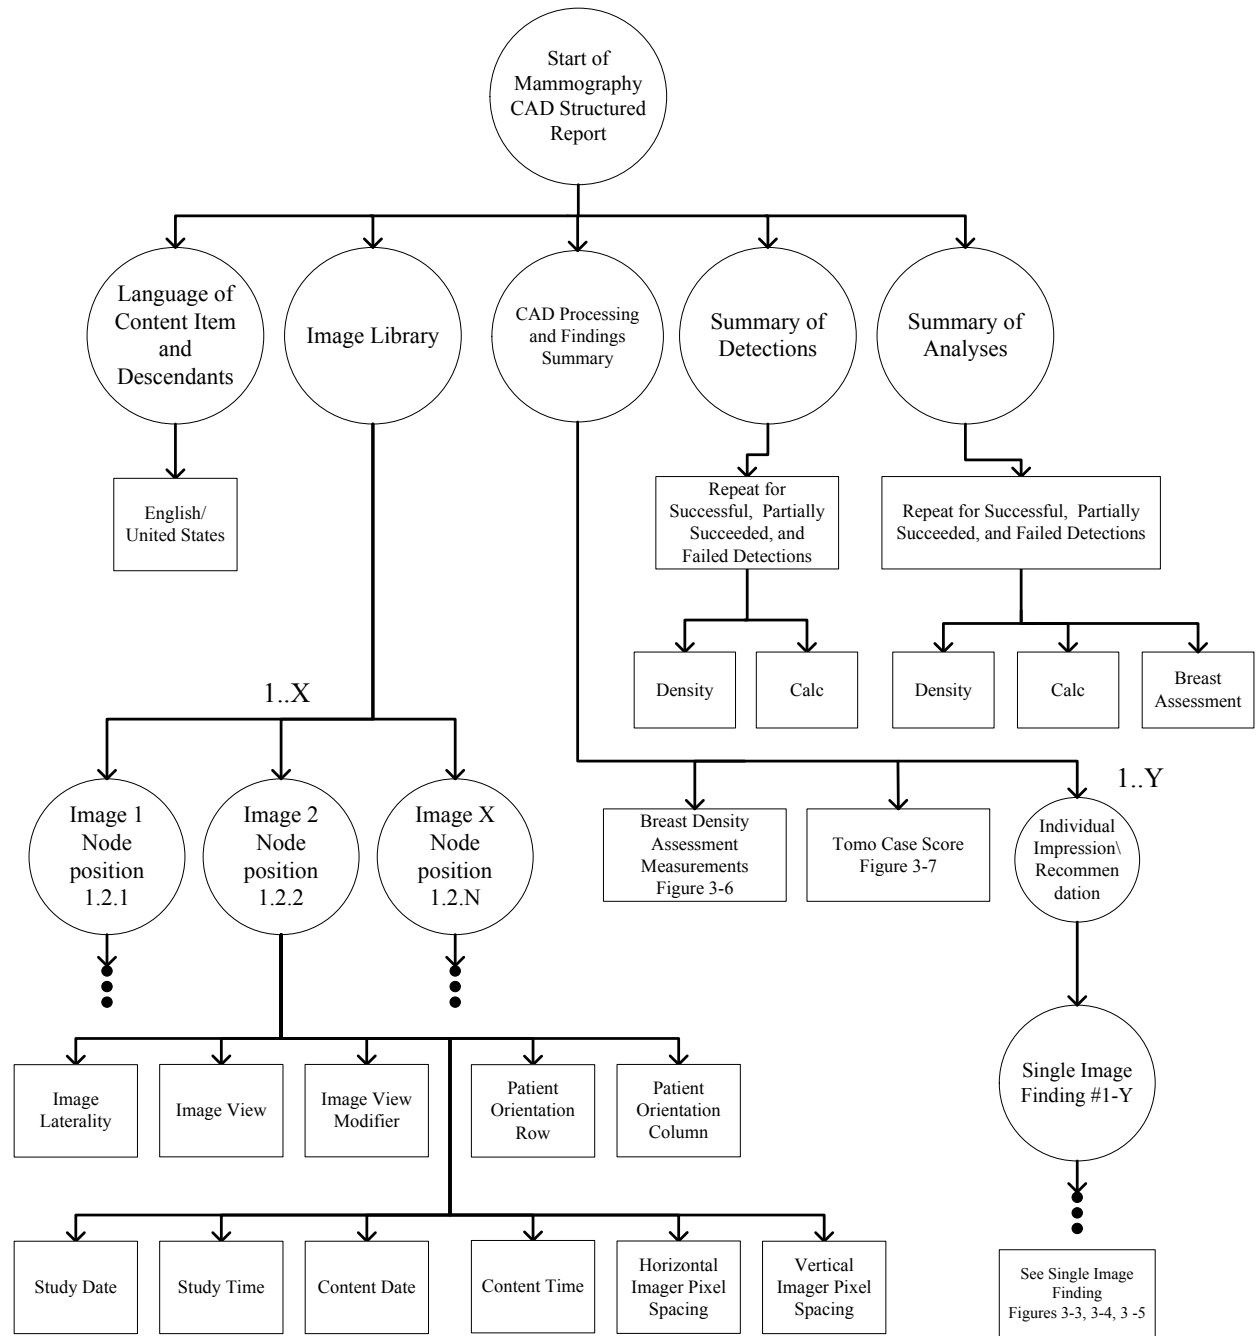 Start of
Mammography
CAD Structured
Report
Language of
Content Item
and
Descendants
Image Library
CAD Processing
and Findings
Summary
Summary of
Detections
Summary of
Analyses
English/
United States
Repeat for
Successful, Partially
Succeeded, and
Failed Detections
Repeat for Successful, Partially
Succeeded, and Failed Detections
Density
Calc
Density
Calc
Breast
Assessment
1..X
1..Y
Image 1
Node
position
1.2.1
Image 2
Node
position
1.2.2
Image X
Node
position
1.2.N
Breast Density
Assessment
Measurements
Figure 3-6
Tomo Case Score
Figure 3-7
Individual
Impression\
Recommen
dation
Single Image
Finding #1-Y
Image
Laterality
Image View
Image View
Modifier
Patient
Orientation
Row
Patient
Orientation
Column
Study Date
Study Time
Content Date
Content Time
Horizontal
Imager Pixel
Spacing
Vertical
Imager Pixel
Spacing
See Single Image
Finding
Figures 3-3, 3-4, 3 -5